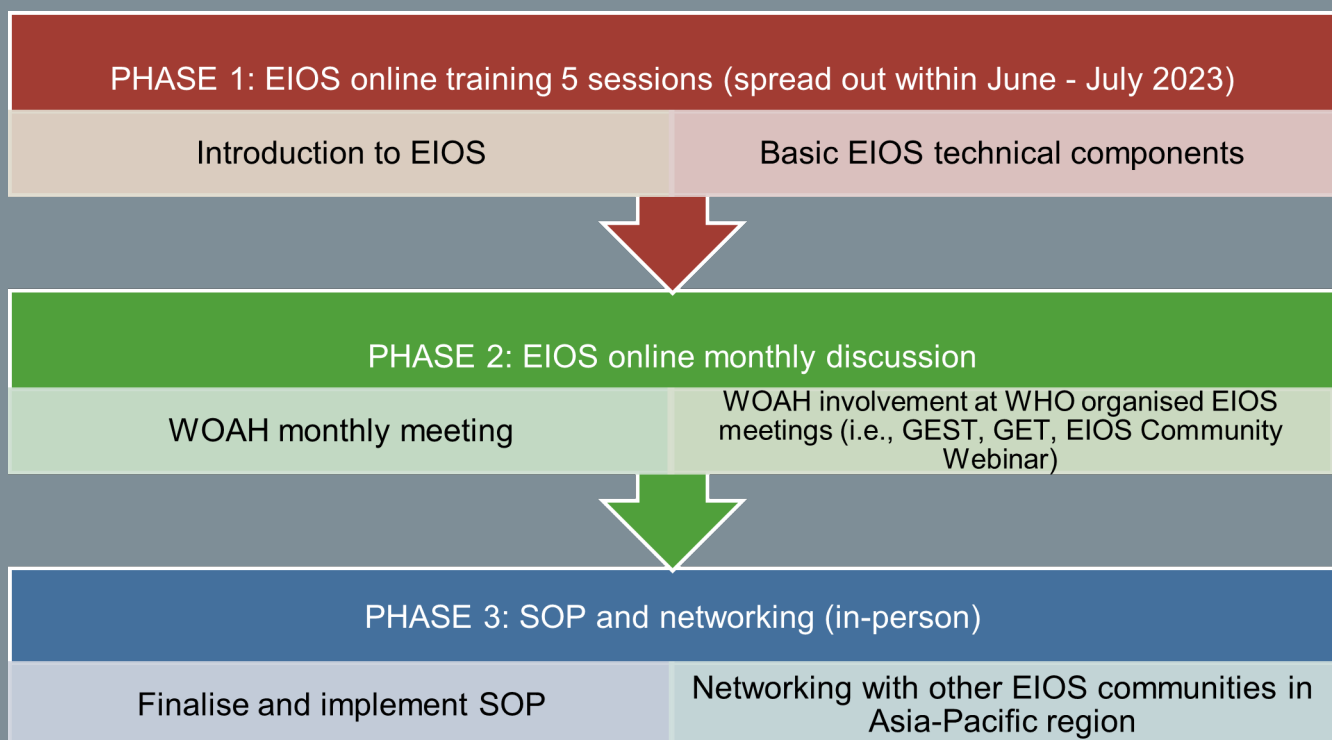 PHASE 1: EIOS online training 5 sessions (spread out within June - July 2023)
Introduction to EIOS
Basic EIOS technical components
PHASE 2: EIOS online monthly discussion
WOAH monthly meeting
WOAH involvement at WHO organised EIOS
meetings (i.e., GEST, GET, EIOS Community
Webinar)
PHASE 3: SOP and networking (in-person)
Finalise and implement SOP
Networking with other EIOS communities in
Asia-Pacific region